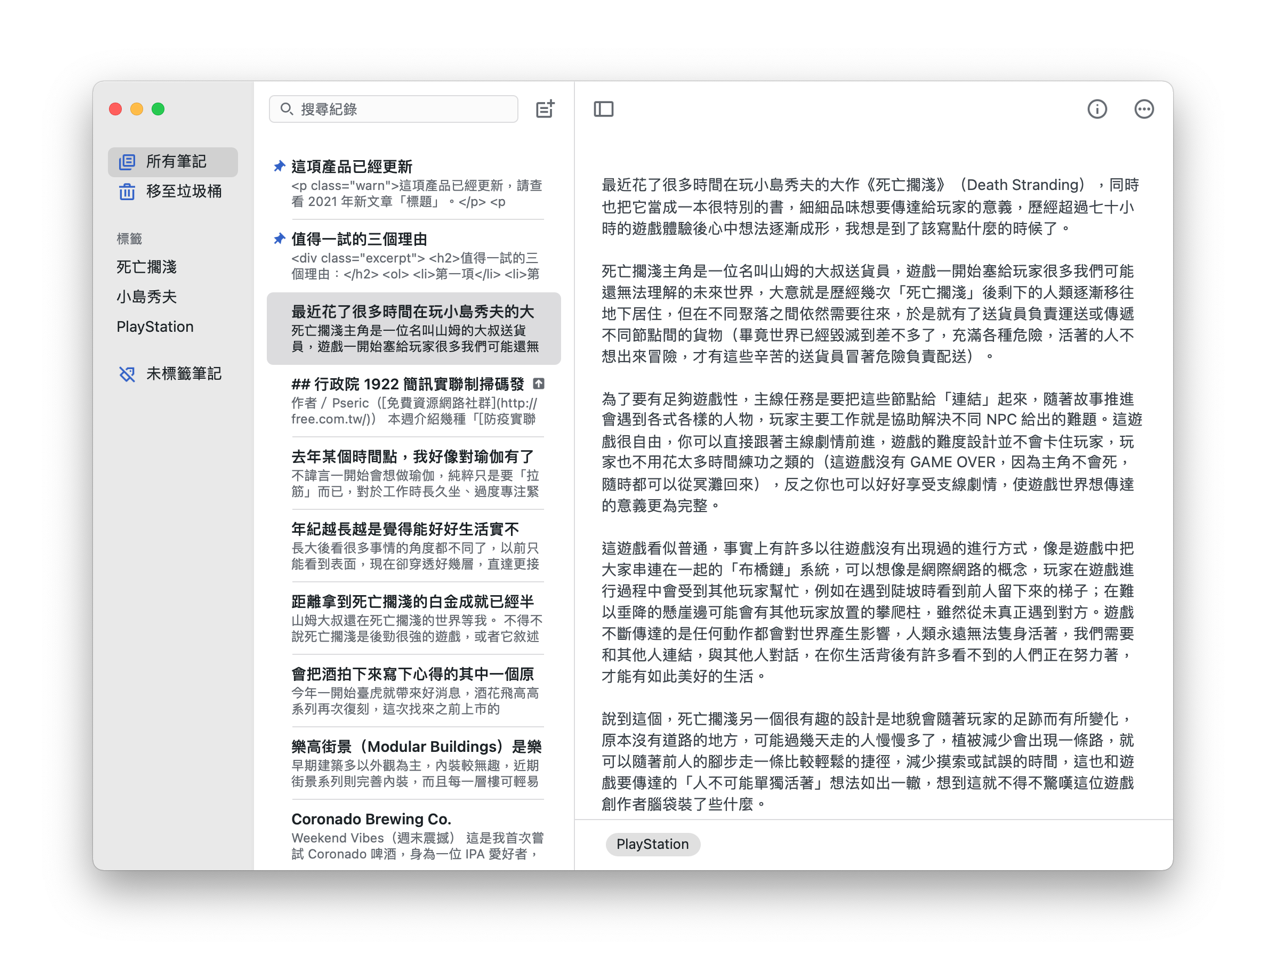 所有筆記
移至垃圾桶
標籤
死亡擱淺
小島秀夫
PlayStation
未標籤筆記
搜尋紀錄
這項產品已經更新
<p class="warn">這項產品已經更新，請查
看 2021 年新文章「標題」。</p> <p
值得一試的三個理由
<div class="excerpt"> <h2>值得一試的三
個理由：</h2> <ol> <li>第一項</li> <li>第
最近花了很多時間在玩小島秀夫的大
死亡擱淺主角是一位名叫山姆的大叔送貨
員，遊戲一開始塞給玩家很多我們可能還無
## 行政院 1922 簡訊實聯制掃碼發
作者 / Pseric（[免費資源網路社群](http://
free.com.tw/)） 本週介紹幾種「[防疫實聯
去年某個時間點，我好像對瑜伽有了
不諱言一開始會想做瑜伽，純粹只是要「拉
筋」而已，對於工作時長久坐、過度專注緊
年紀越長越是覺得能好好生活實不
長大後看很多事情的角度都不同了，以前只
能看到表面，現在卻穿透好幾層，直達更接
距離拿到死亡擱淺的白金成就已經半
山姆大叔還在死亡擱淺的世界等我。 不得不
說死亡擱淺是後勁很強的遊戲，或者它敘述
會把酒拍下來寫下心得的其中一個原
今年一開始臺虎就帶來好消息，酒花飛高高
系列再次復刻，這次找來之前上市的
樂高街景（Modular Buildings）是樂
早期建築多以外觀為主，內裝較無趣，近期
街景系列則完善內裝，而且每一層樓可輕易
Coronado Brewing Co.
Weekend Vibes（週末震撼） 這是我首次嘗
試 Coronado 啤酒，身為一位 IPA 愛好者，
最近花了很多時間在玩小島秀夫的大作《死亡擱淺》（Death Stranding），同時
也把它當成一本很特別的書，細細品味想要傳達給玩家的意義，歷經超過七十小
時的遊戲體驗後心中想法逐漸成形，我想是到了該寫點什麼的時候了。
死亡擱淺主角是一位名叫山姆的大叔送貨員，遊戲一開始塞給玩家很多我們可能
還無法理解的未來世界，大意就是歷經幾次「死亡擱淺」後剩下的人類逐漸移往
地下居住，但在不同聚落之間依然需要往來，於是就有了送貨員負責運送或傳遞
不同節點間的貨物（畢竟世界已經毀滅到差不多了，充滿各種危險，活著的人不
想出來冒險，才有這些辛苦的送貨員冒著危險負責配送）。
為了要有足夠遊戲性，主線任務是要把這些節點給「連結」起來，隨著故事推進
會遇到各式各樣的人物，玩家主要工作就是協助解決不同 NPC 給出的難題。這遊
戲很自由，你可以直接跟著主線劇情前進，遊戲的難度設計並不會卡住玩家，玩
家也不用花太多時間練功之類的（這遊戲沒有 GAME OVER，因為主角不會死，
隨時都可以從冥灘回來），反之你也可以好好享受支線劇情，使遊戲世界想傳達
的意義更為完整。
這遊戲看似普通，事實上有許多以往遊戲沒有出現過的進行方式，像是遊戲中把
大家串連在一起的「布橋鏈」系統，可以想像是網際網路的概念，玩家在遊戲進
行過程中會受到其他玩家幫忙，例如在遇到陡坡時看到前人留下來的梯子；在難
以垂降的懸崖邊可能會有其他玩家放置的攀爬柱，雖然從未真正遇到對方。遊戲
不斷傳達的是任何動作都會對世界產生影響，人類永遠無法隻身活著，我們需要
和其他人連結，與其他人對話，在你生活背後有許多看不到的人們正在努力著，
才能有如此美好的生活。
說到這個，死亡擱淺另一個很有趣的設計是地貌會隨著玩家的足跡而有所變化，
原本沒有道路的地方，可能過幾天走的人慢慢多了，植被減少會出現一條路，就
可以隨著前人的腳步走一條比較輕鬆的捷徑，減少摸索或試誤的時間，這也和遊
戲要傳達的「人不可能單獨活著」想法如出一轍，想到這就不得不驚嘆這位遊戲
創作者腦袋裝了些什麼。
PlayStation